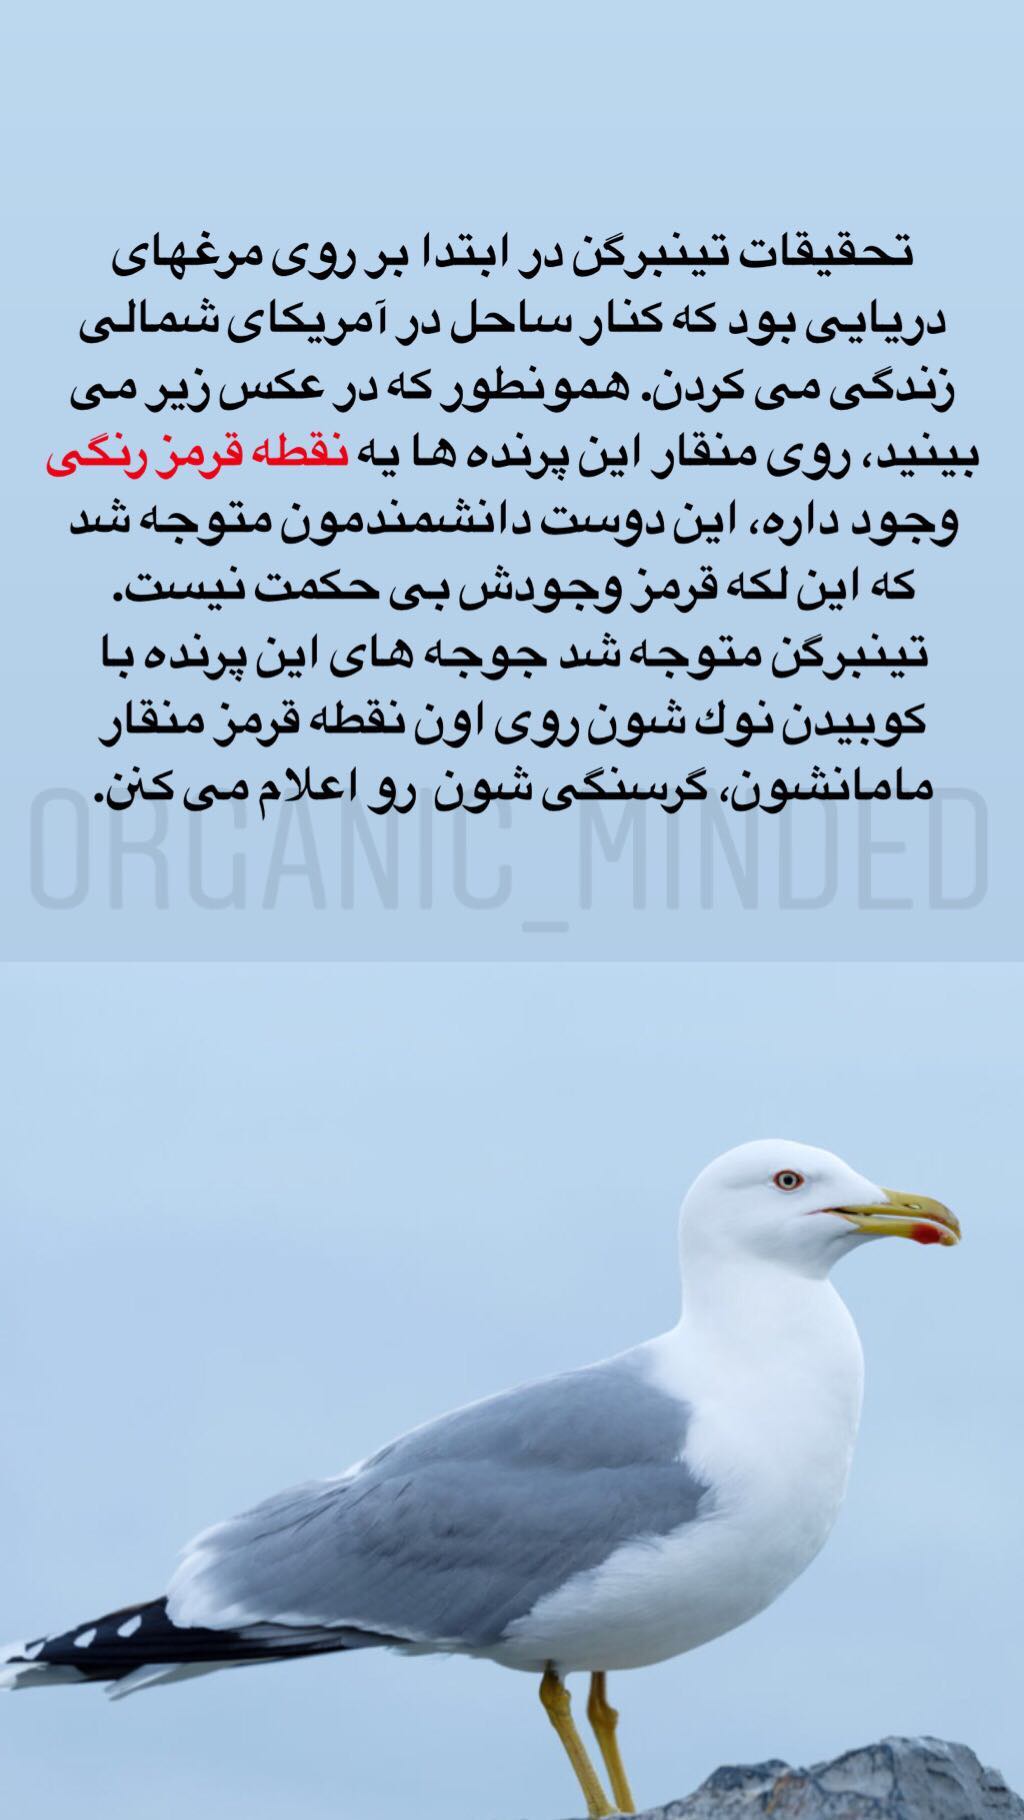 تحقیقات تینبرگن در ابتدا بر روی مرغهای
دریایی بود که کنار ساحل در آمریکای شمالی
زندگی می کردن. همونطور که در عکس زیر می
بینید، روی منقار این پرنده ها یه نقطه قرمز رنگی
وجود داره، این دوست دانشمندمون متوجه شد
که این لکه قرمز وجودش بی حکمت نیست.
تینبرگن متوجه شد جوجه های این پرنده با
کوبیدن نوك شون روی اون نقطه قرمز منقار
مامانشون، گرسنگی شون رو اعلام می کنن.
ORGANIC_MINDED